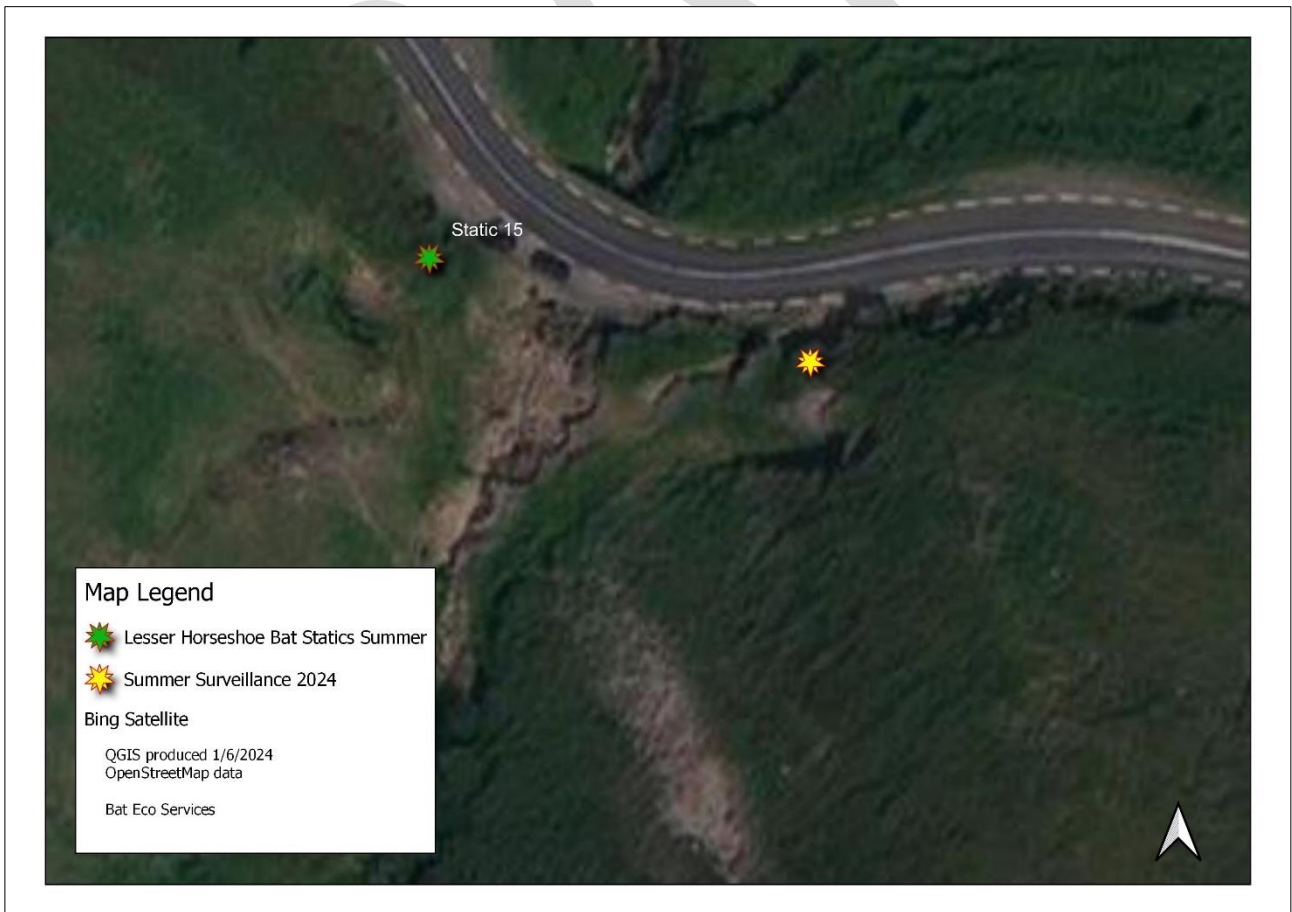 Static 15
Map Legend
Lesser Horseshoe Bat Statics Summer
Summer Surveillance 2024
Bing Satellite
QGIS produced 1/6/2024
OpenStreetMap data
Bat Eco Services